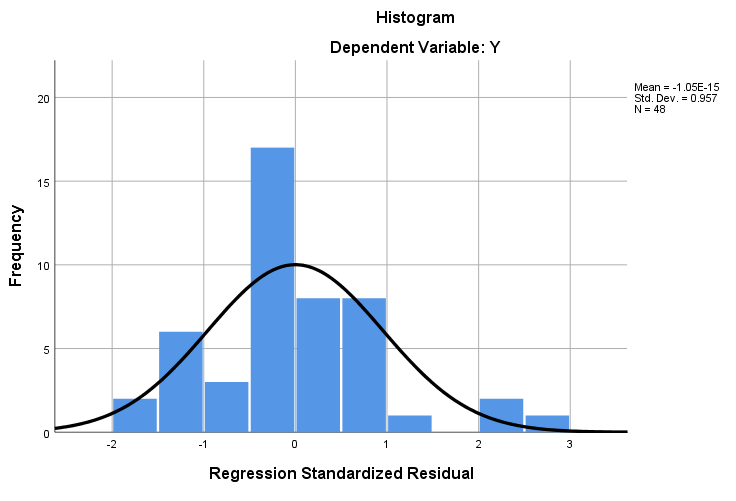 Histogram
Dependent Variable: Y
Mean = -1.05E-15
Std. Dev. = 0.957
N = 48
20
15
10
5
0
Frequency
-2
-1
0
1
2
3
Regression Standardized Residual